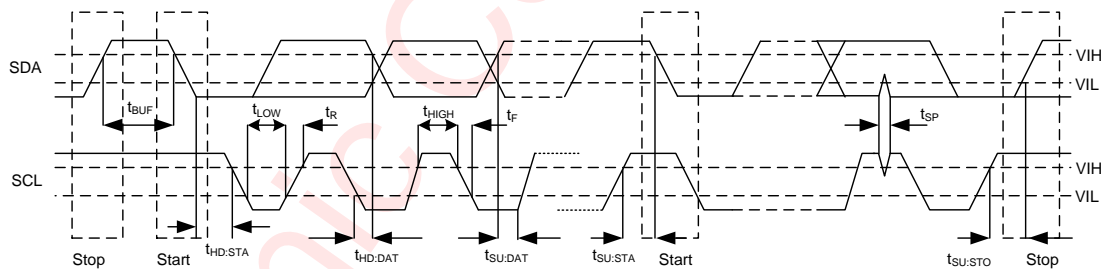 SDA
VIH
VIL
tBUF
tLOW
tR
tHIGH
tF
tSP
SCL
VIH
VIL
tHD:STA
tHD:DAT
tSU:DAT
tSU:STA
tSU:STO
Stop
Start
Start
Stop